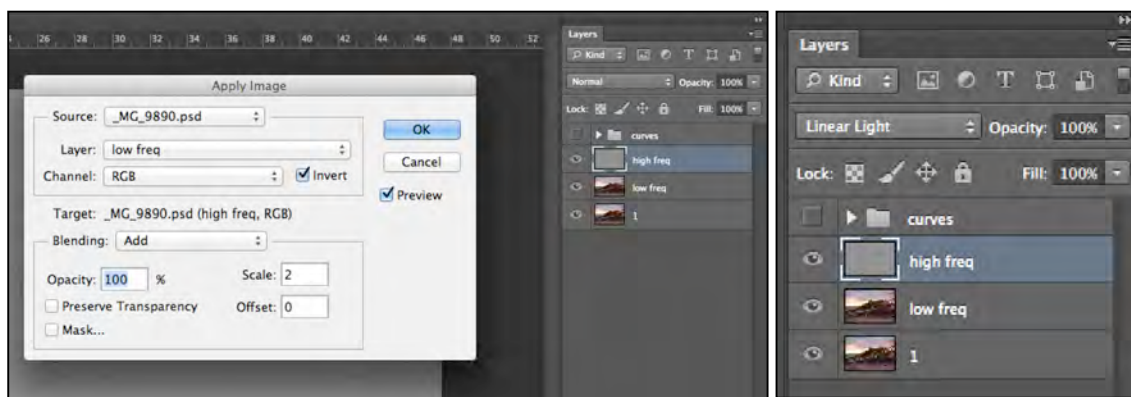 26 28 30 32 34 36 38 40 42 44 46 48 50 52
Apply Image
Source: _MG_9890.psd
Layer: low freq
Channel: RGB
Invert
OK
Cancel
Preview
Target: _MG_9890.psd (high freq, RGB)
Blending: Add
Opacity: 100 %
Scale: 2
Preserve Transparency
Offset: 0
Mask...
Layers
Kind
Normal
Opacity: 100%
Lock:
Fill: 100%
curves
high freq
low freq
1
Layers
Kind
Linear Light
Opacity: 100%
Lock:
Fill: 100%
curves
high freq
low freq
1